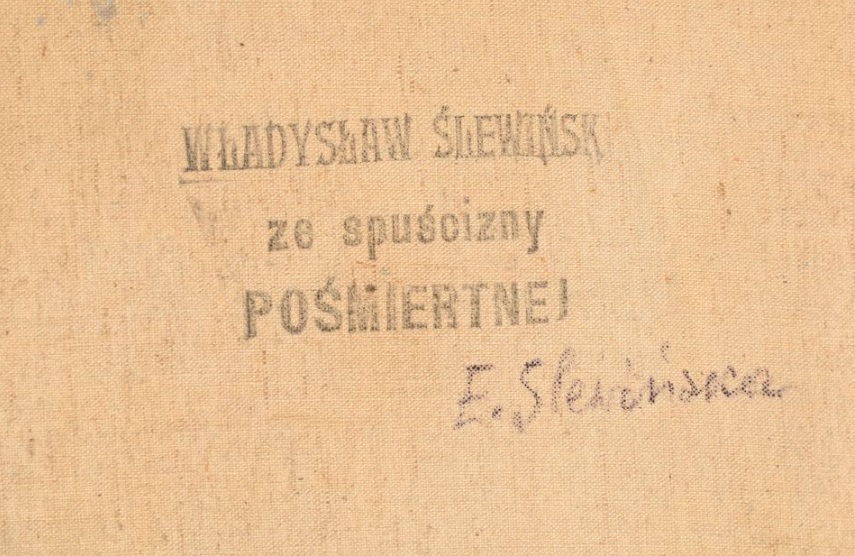 WŁADYSŁAW ŚLEWIŃSKI
ze spuścizny
POŚMIERTNEJ
E. Ślewińska